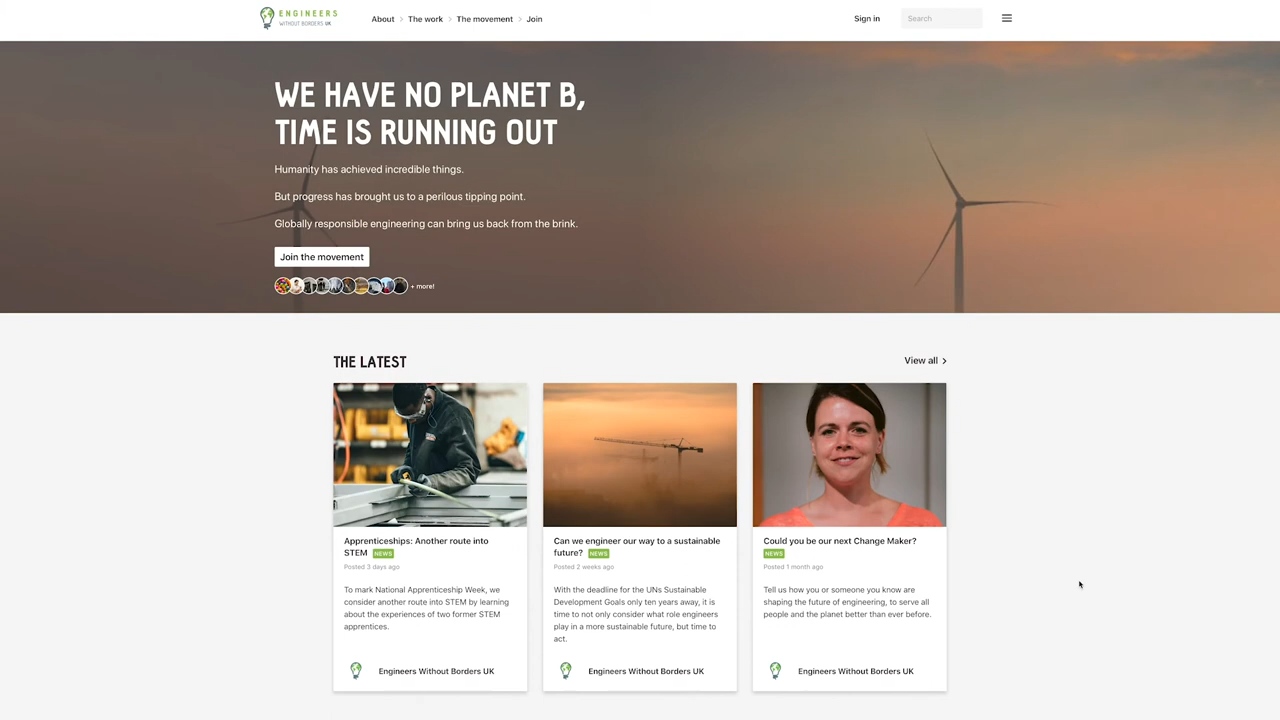 ENGINEERS
WITHOUT BORDERS UK
About > The work > The movement > Join
Sign in
Search
WE HAVE NO PLANET B,
TIME IS RUNNING OUT
Humanity has achieved incredible things.
But progress has brought us to a perilous tipping point.
Globally responsible engineering can bring us back from the brink.
Join the movement
+ more!
THE LATEST
View all >
Apprenticeships: Another route into
STEM NEWS
Posted 3 days ago
To mark National Apprenticeship Week, we
consider another route into STEM by learning
about the experiences of two former STEM
apprentices.
Engineers Without Borders UK
Can we engineer our way to a sustainable
future? NEWS
Posted 2 weeks ago
With the deadline for the UNs Sustainable
Development Goals only ten years away, it is
time to not only consider what role engineers
play in a more sustainable future, but time to
act.
Engineers Without Borders UK
Could you be our next Change Maker?
NEWS
Posted 1 month ago
Tell us how you or someone you know are
shaping the future of engineering, to serve all
people and the planet better than ever before.
Engineers Without Borders UK